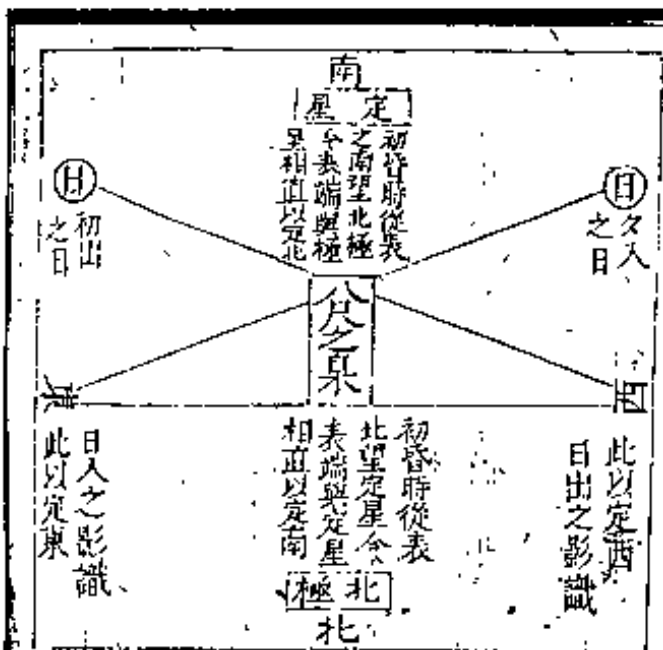 南
定星
初昏時從表
之南望北極
令表端與極
星相直以定北
日
夕入
之日
日
初出
之日
八尺之臬
西
此以定西
日出之影識
初昏時從表
北望定星令
表端與定星
相直以定南
日入之影識
此以定東
北極
北